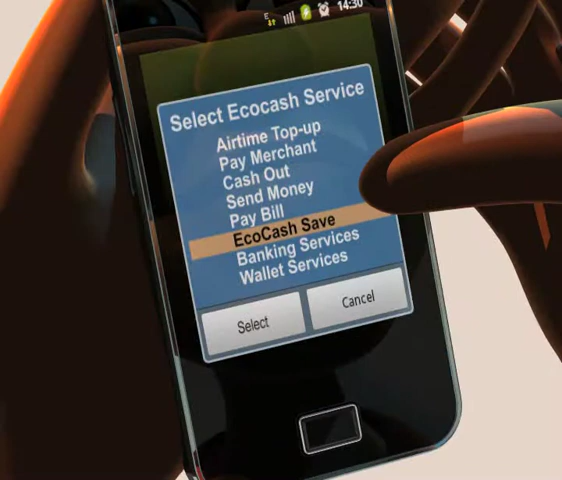 E
14:30
Select Ecocash Service
Airtime Top-up
Pay Merchant
Cash Out
Send Money
Pay Bill
EcoCash Save
Banking Services
Wallet Services
Select
Cancel